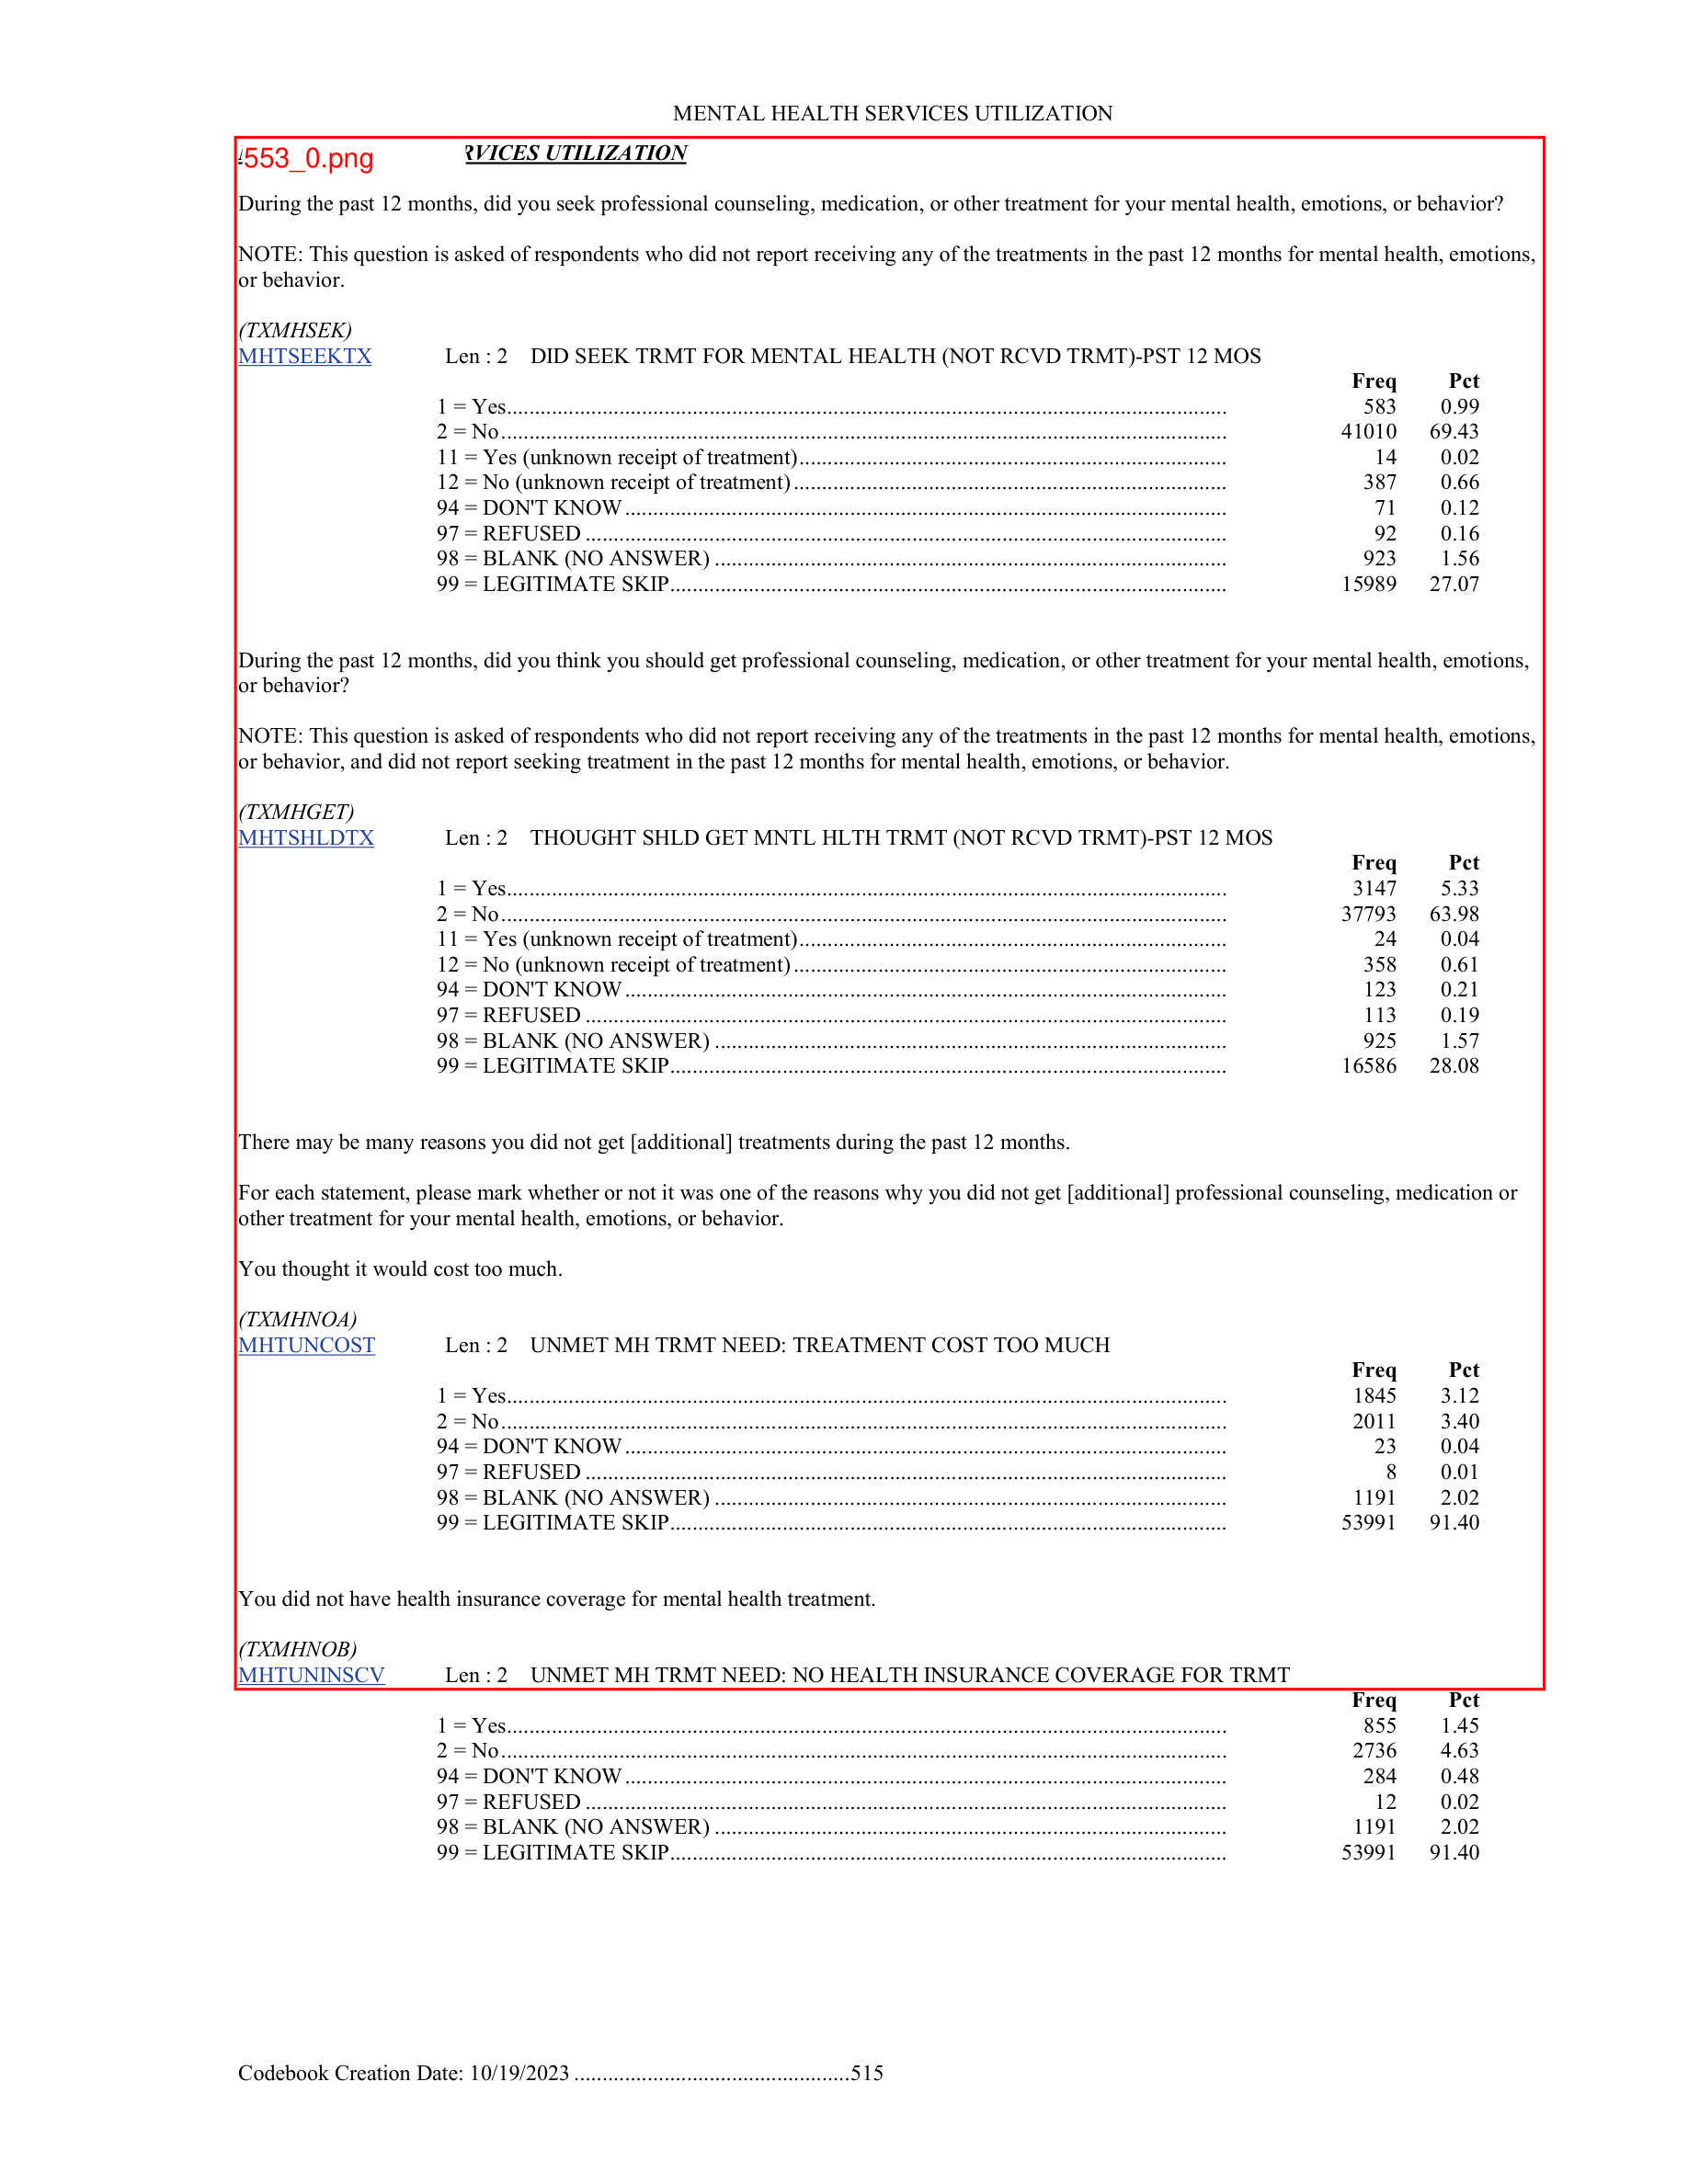 MENTAL HEALTH SERVICES UTILIZATION
553_0.png RVICES UTILIZATION
During the past 12 months, did you seek professional counseling, medication, or other treatment for your mental health, emotions, or behavior?
NOTE: This question is asked of respondents who did not report receiving any of the treatments in the past 12 months for mental health, emotions,
or behavior.
(TXMHSEK)
MHTSEEKTX Len : 2 DID SEEK TRMT FOR MENTAL HEALTH (NOT RCVD TRMT)-PST 12 MOS
Freq Pct
1 = Yes 583 0.99
2 = No 41010 69.43
11 = Yes (unknown receipt of treatment) 14 0.02
12 = No (unknown receipt of treatment) 387 0.66
94 = DON'T KNOW 71 0.12
97 = REFUSED 92 0.16
98 = BLANK (NO ANSWER) 923 1.56
99 = LEGITIMATE SKIP 15989 27.07
During the past 12 months, did you think you should get professional counseling, medication, or other treatment for your mental health, emotions,
or behavior?
NOTE: This question is asked of respondents who did not report receiving any of the treatments in the past 12 months for mental health, emotions,
or behavior, and did not report seeking treatment in the past 12 months for mental health, emotions, or behavior.
(TXMHGET)
MHTSHLDTX Len : 2 THOUGHT SHLD GET MNTL HLTH TRMT (NOT RCVD TRMT)-PST 12 MOS
Freq Pct
1 = Yes 3147 5.33
2 = No 37793 63.98
11 = Yes (unknown receipt of treatment) 24 0.04
12 = No (unknown receipt of treatment) 358 0.61
94 = DON'T KNOW 123 0.21
97 = REFUSED 113 0.19
98 = BLANK (NO ANSWER) 925 1.57
99 = LEGITIMATE SKIP 16586 28.08
There may be many reasons you did not get [additional] treatments during the past 12 months.
For each statement, please mark whether or not it was one of the reasons why you did not get [additional] professional counseling, medication or
other treatment for your mental health, emotions, or behavior.
You thought it would cost too much.
(TXMHNOA)
MHTUNCOST Len : 2 UNMET MH TRMT NEED: TREATMENT COST TOO MUCH
Freq Pct
1 = Yes 1845 3.12
2 = No 2011 3.40
94 = DON'T KNOW 23 0.04
97 = REFUSED 8 0.01
98 = BLANK (NO ANSWER) 1191 2.02
99 = LEGITIMATE SKIP 53991 91.40
You did not have health insurance coverage for mental health treatment.
(TXMHNOB)
MHTUNINSCV Len : 2 UNMET MH TRMT NEED: NO HEALTH INSURANCE COVERAGE FOR TRMT
Freq Pct
1 = Yes 855 1.45
2 = No 2736 4.63
94 = DON'T KNOW 284 0.48
97 = REFUSED 12 0.02
98 = BLANK (NO ANSWER) 1191 2.02
99 = LEGITIMATE SKIP 53991 91.40
Codebook Creation Date: 10/19/2023 515